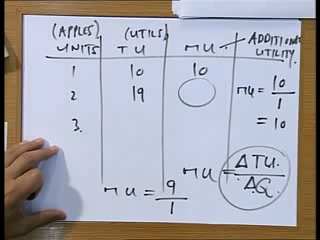 (APPLES) (UTILS) ADDITIONAL
UNITS TU MU UTILITY
1 10 10
2 19 MU = 10/1
3. = 10
MU = ΔTU./ΔQ.
MU = 9/1